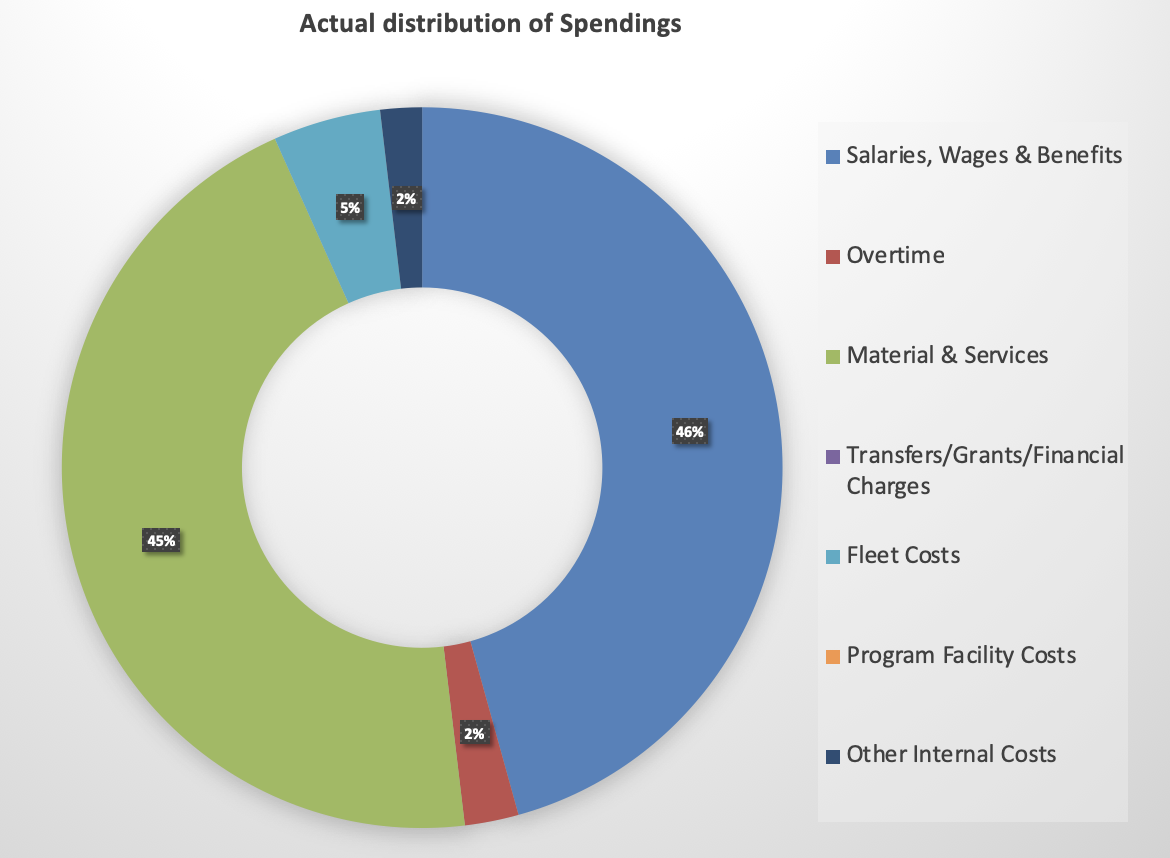 Actual distribution of Spendings
5%
2%
46%
45%
2%
Salaries, Wages & Benefits
Overtime
Material & Services
Transfers/Grants/Financial
Charges
Fleet Costs
Program Facility Costs
Other Internal Costs